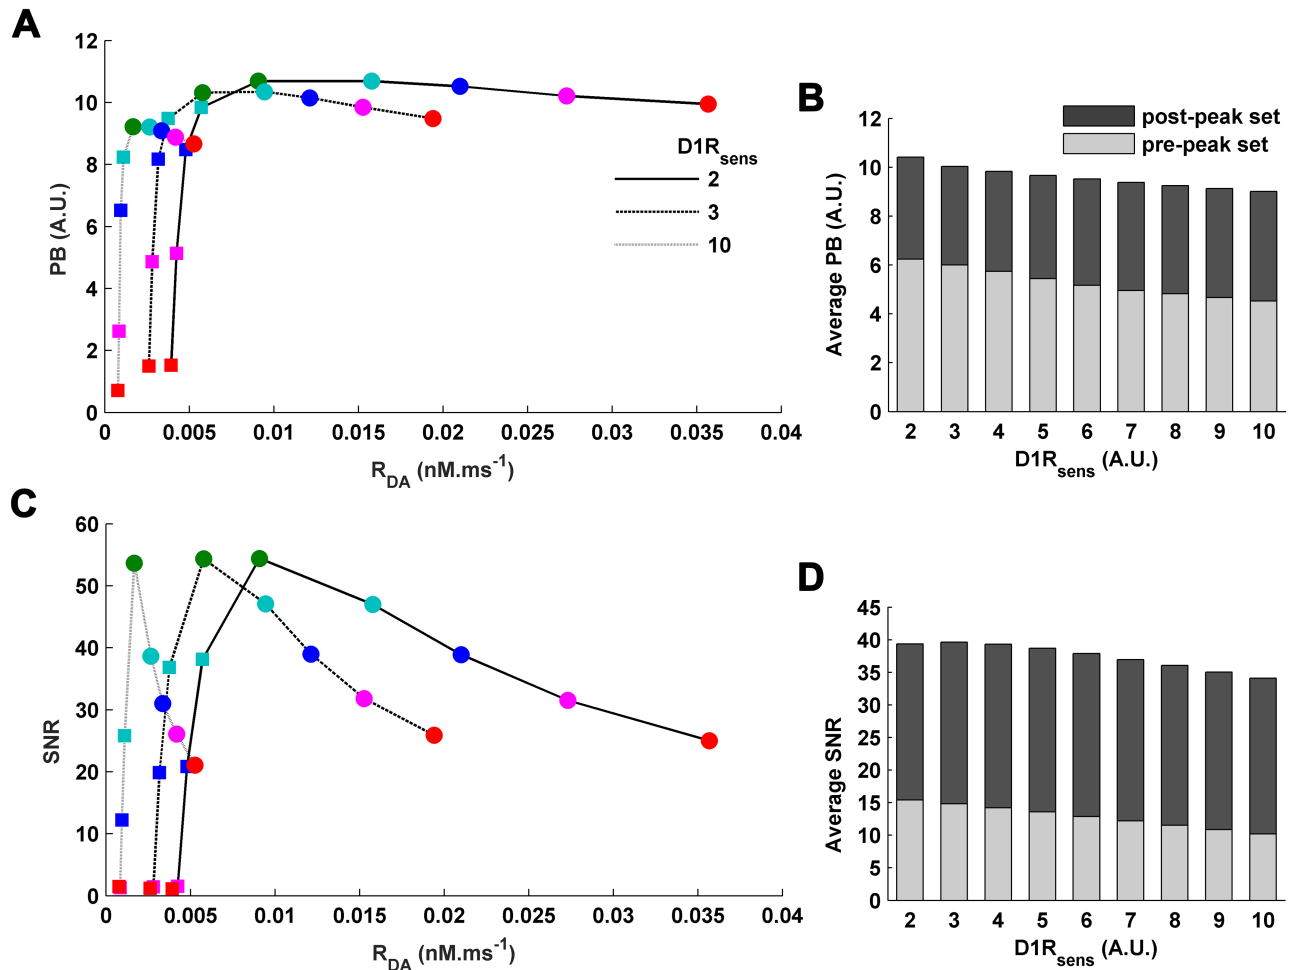 A
12
10
8
6
4
2
0
PB (A.U.)
0 0.005 0.01 0.015 0.02 0.025 0.03 0.035 0.04
R_DA (nM.ms⁻¹)
D1R_sens
2
3
10
B
post-peak set
pre-peak set
12
10
8
6
4
2
0
Average PB (A.U.)
2 3 4 5 6 7 8 9 10
D1R_sens (A.U.)
C
60
50
40
30
20
10
0
SNR
0 0.005 0.01 0.015 0.02 0.025 0.03 0.035 0.04
R_DA (nM.ms⁻¹)
D
45
40
35
30
25
20
15
10
5
0
Average SNR
2 3 4 5 6 7 8 9 10
D1R_sens (A.U.)